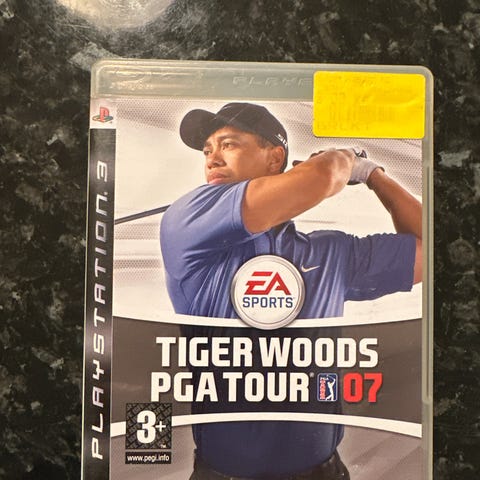 PLAYSTATION 3
EA
SPORTS
TIGER WOODS
PGA TOUR 07
3+
www.pegi.info